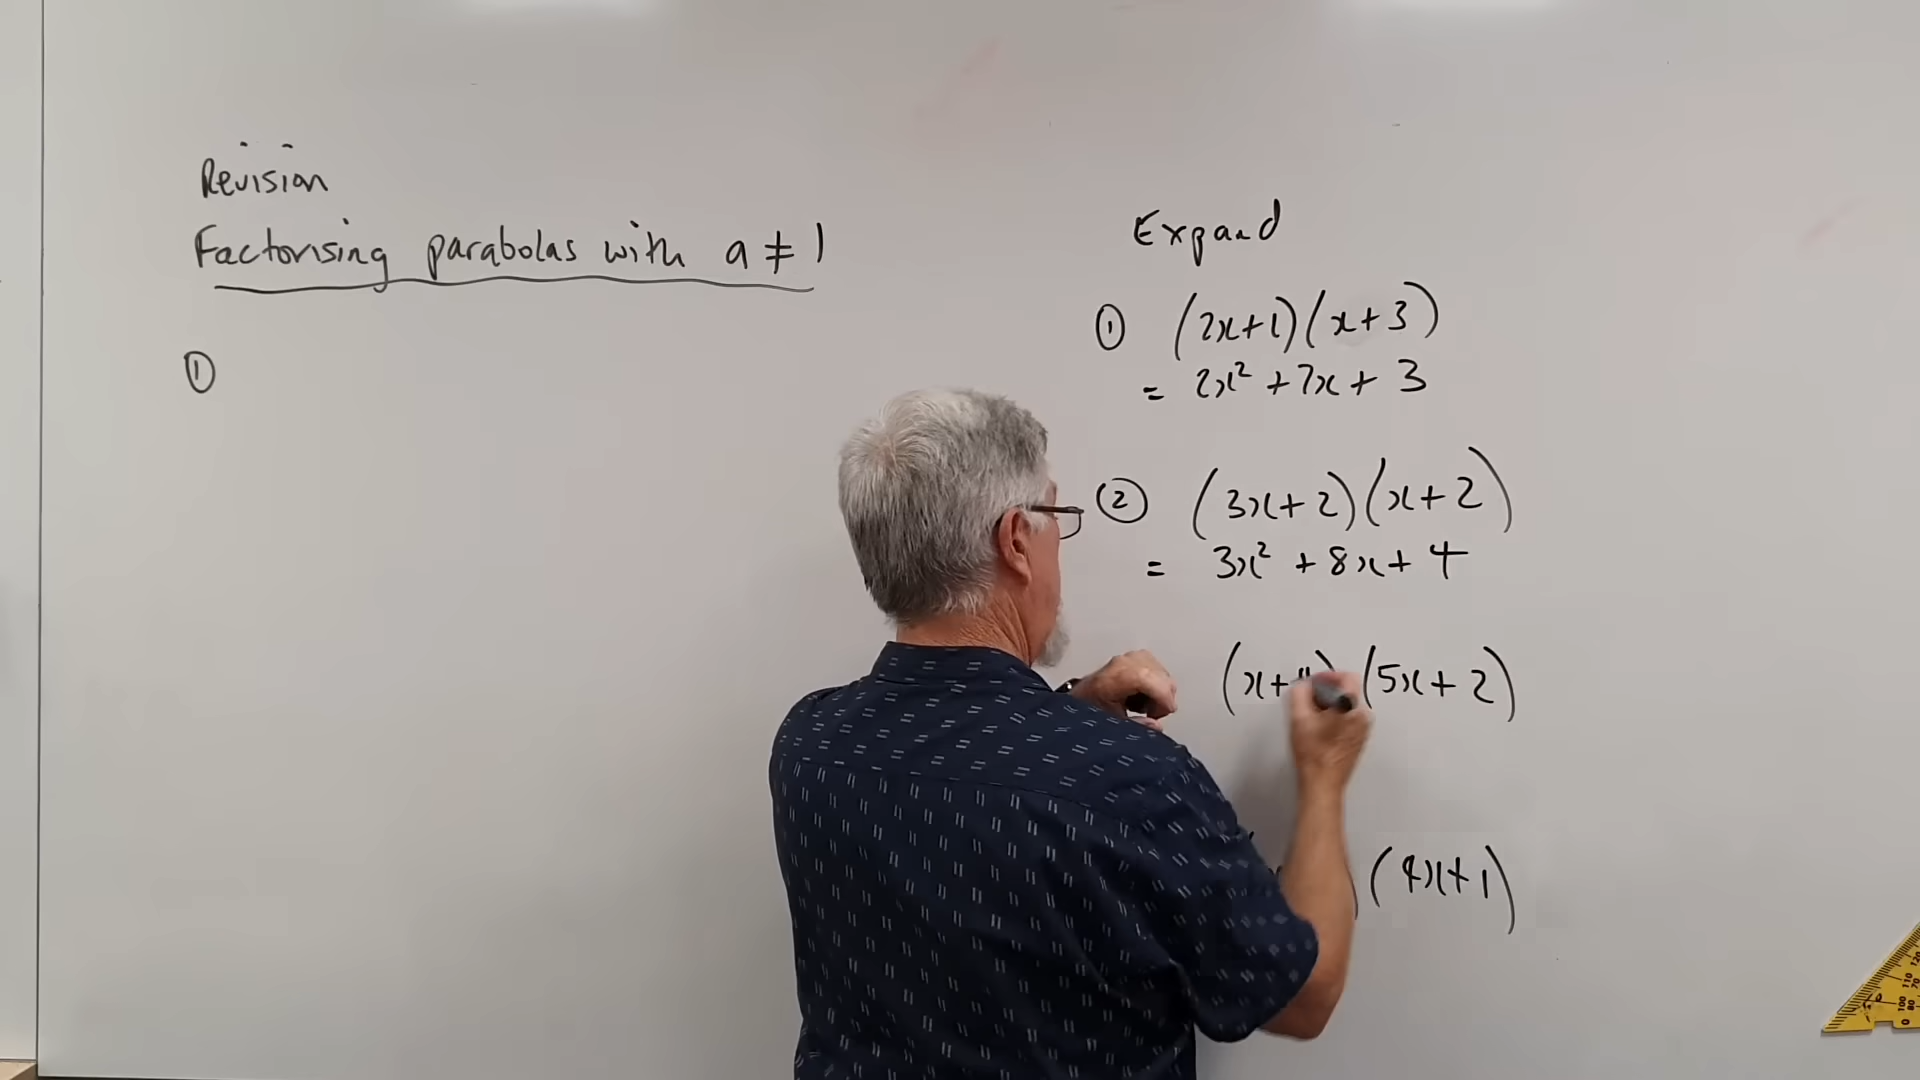 Revision
Factorising parabolas with a ≠ 1
①
Expand
① (2x+1)(x+3)
= 2x² + 7x + 3
② (3x+2)(x+2)
= 3x² + 8x + 4
(x+ ) (5x+2)
) (4x+1)